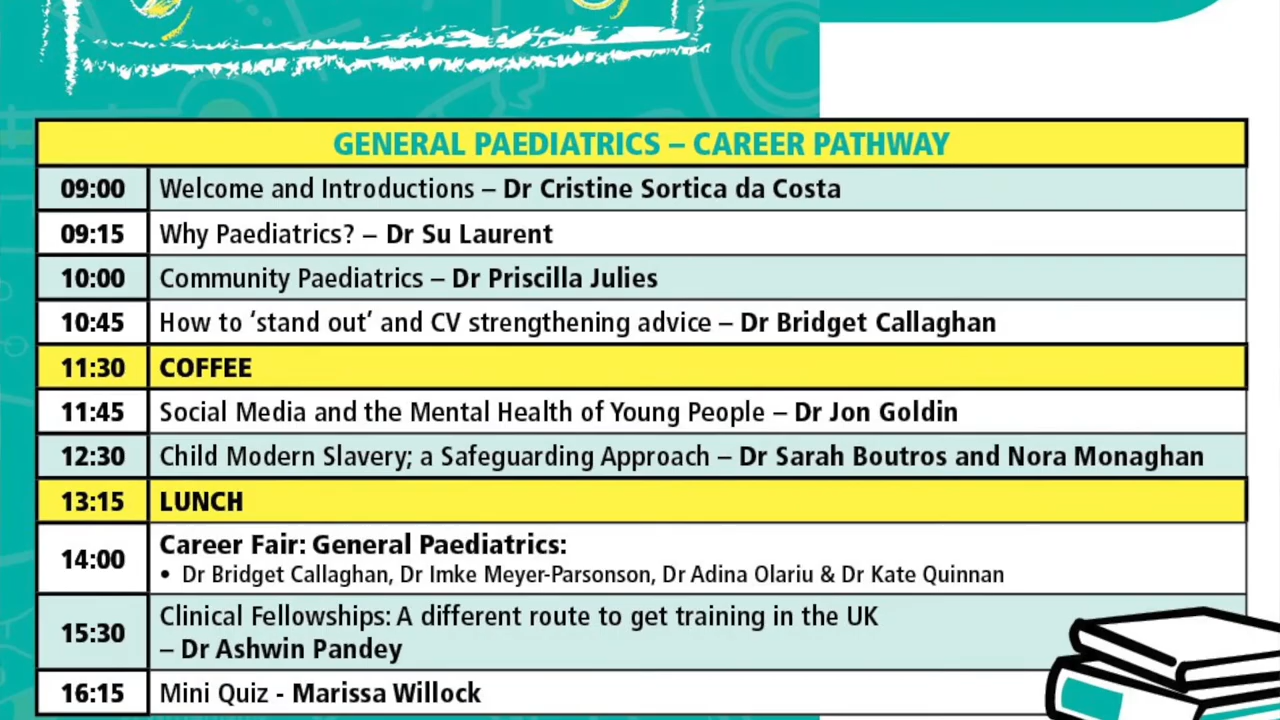 GENERAL PAEDIATRICS – CAREER PATHWAY
09:00 Welcome and Introductions – Dr Cristine Sortica da Costa
09:15 Why Paediatrics? – Dr Su Laurent
10:00 Community Paediatrics – Dr Priscilla Julies
10:45 How to ‘stand out’ and CV strengthening advice – Dr Bridget Callaghan
11:30 COFFEE
11:45 Social Media and the Mental Health of Young People – Dr Jon Goldin
12:30 Child Modern Slavery; a Safeguarding Approach – Dr Sarah Boutros and Nora Monaghan
13:15 LUNCH
14:00 Career Fair: General Paediatrics:
• Dr Bridget Callaghan, Dr Imke Meyer-Parsonson, Dr Adina Olariu & Dr Kate Quinnan
15:30 Clinical Fellowships: A different route to get training in the UK
– Dr Ashwin Pandey
16:15 Mini Quiz - Marissa Willock